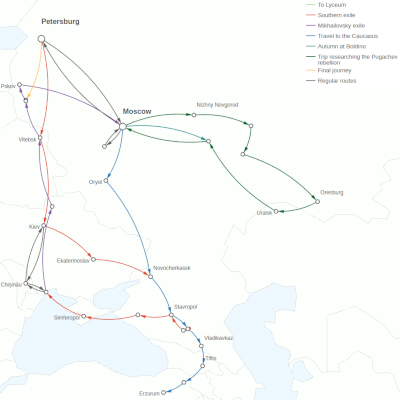 To Lyceum
Southern exile
Mikhailovsky exile
Travel to the Caucasus
Autumn at Boldino
Trip researching the Pugachev
rebellion
Final journey
Regular routes
Petersburg
Pskov
Moscow
Nizhny Novgorod
Vitebsk
Oryol
Orenburg
Uralsk
Kiev
Ekaterinoslav
Novocherkassk
Chișinău
Simferopol
Stavropol
Vladikavkaz
Tiflis
Erzurum